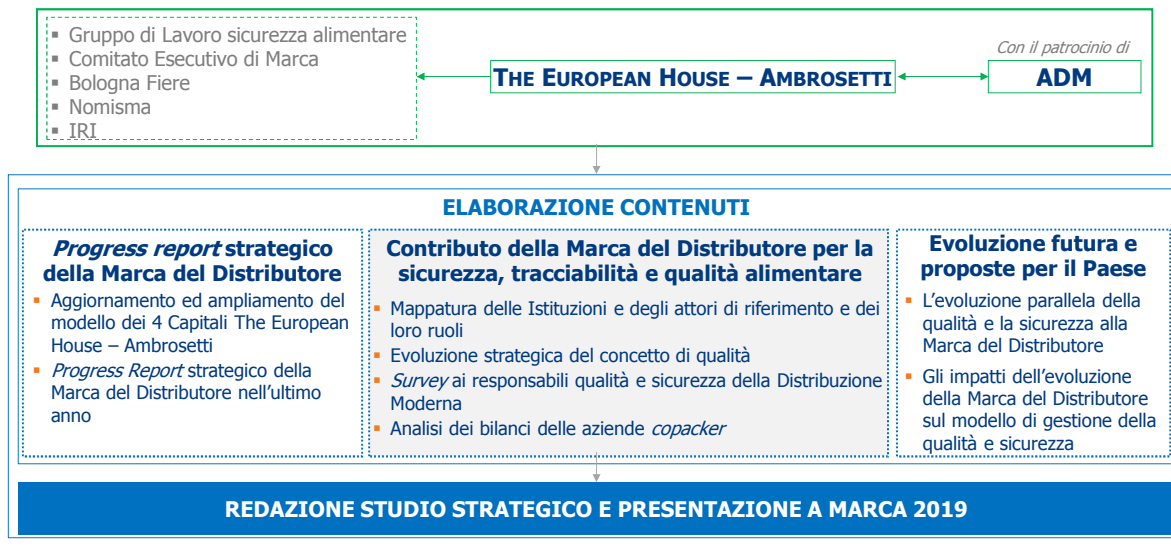 ▪ Gruppo di Lavoro sicurezza alimentare
▪ Comitato Esecutivo di Marca
▪ Bologna Fiere
▪ Nomisma
▪ IRI
THE EUROPEAN HOUSE – AMBROSETTI
Con il patrocinio di
ADM
ELABORAZIONE CONTENUTI
Progress report strategico
della Marca del Distributore
▪ Aggiornamento ed ampliamento del
modello dei 4 Capitali The European
House – Ambrosetti
▪ Progress Report strategico della
Marca del Distributore nell'ultimo
anno
Contributo della Marca del Distributore per la
sicurezza, tracciabilità e qualità alimentare
▪ Mappatura delle Istituzioni e degli attori di riferimento e dei
loro ruoli
▪ Evoluzione strategica del concetto di qualità
▪ Survey ai responsabili qualità e sicurezza della Distribuzione
Moderna
▪ Analisi dei bilanci delle aziende copacker
Evoluzione futura e
proposte per il Paese
▪ L'evoluzione parallela della
qualità e la sicurezza alla
Marca del Distributore
▪ Gli impatti dell'evoluzione
della Marca del Distributore
sul modello di gestione della
qualità e sicurezza
REDAZIONE STUDIO STRATEGICO E PRESENTAZIONE A MARCA 2019